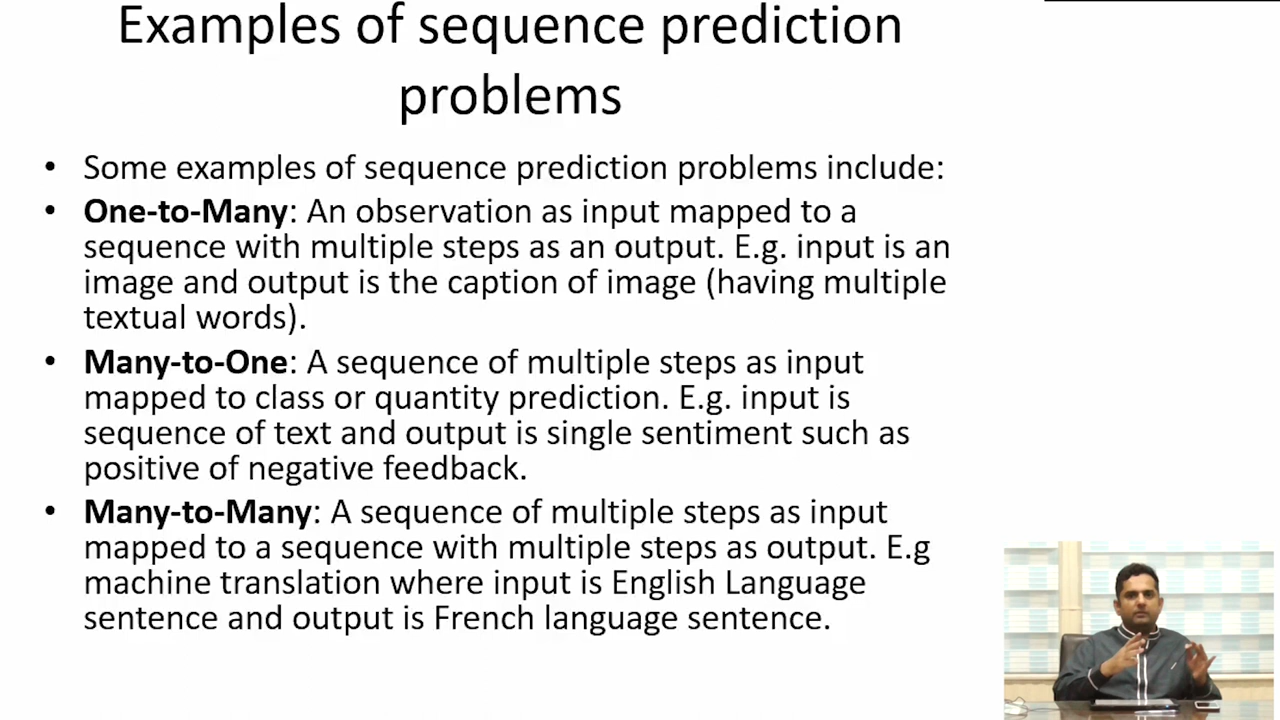 Examples of sequence prediction
problems
• Some examples of sequence prediction problems include:
• One-to-Many: An observation as input mapped to a
sequence with multiple steps as an output. E.g. input is an
image and output is the caption of image (having multiple
textual words).
• Many-to-One: A sequence of multiple steps as input
mapped to class or quantity prediction. E.g. input is
sequence of text and output is single sentiment such as
positive of negative feedback.
• Many-to-Many: A sequence of multiple steps as input
mapped to a sequence with multiple steps as output. E.g
machine translation where input is English Language
sentence and output is French language sentence.